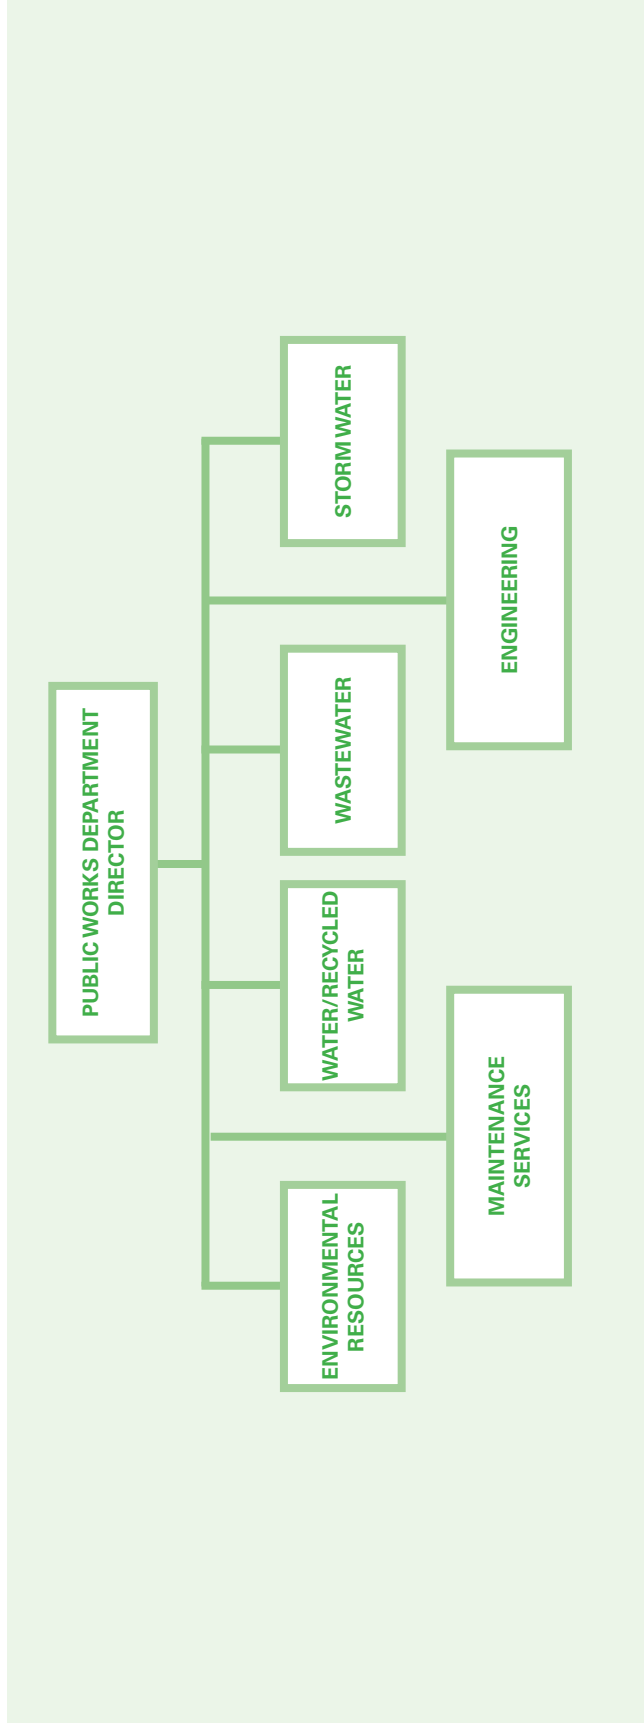 PUBLIC WORKS DEPARTMENT
DIRECTOR
ENVIRONMENTAL
RESOURCES
WATER/RECYCLED
WATER
WASTEWATER
STORM WATER
MAINTENANCE
SERVICES
ENGINEERING